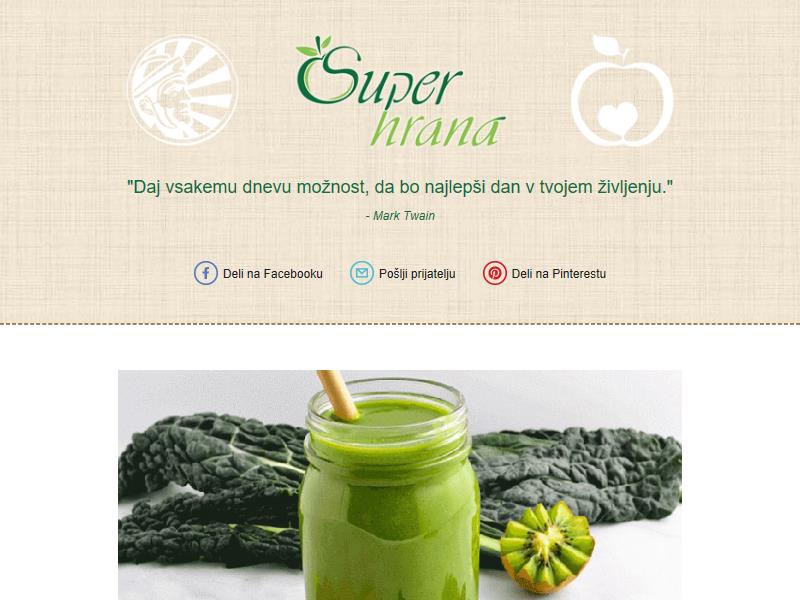 Super
hrana
"Daj vsakemu dnevu možnost, da bo najlepši dan v tvojem življenju."
- Mark Twain
Deli na Facebooku
Pošlji prijatelju
Deli na Pinterestu